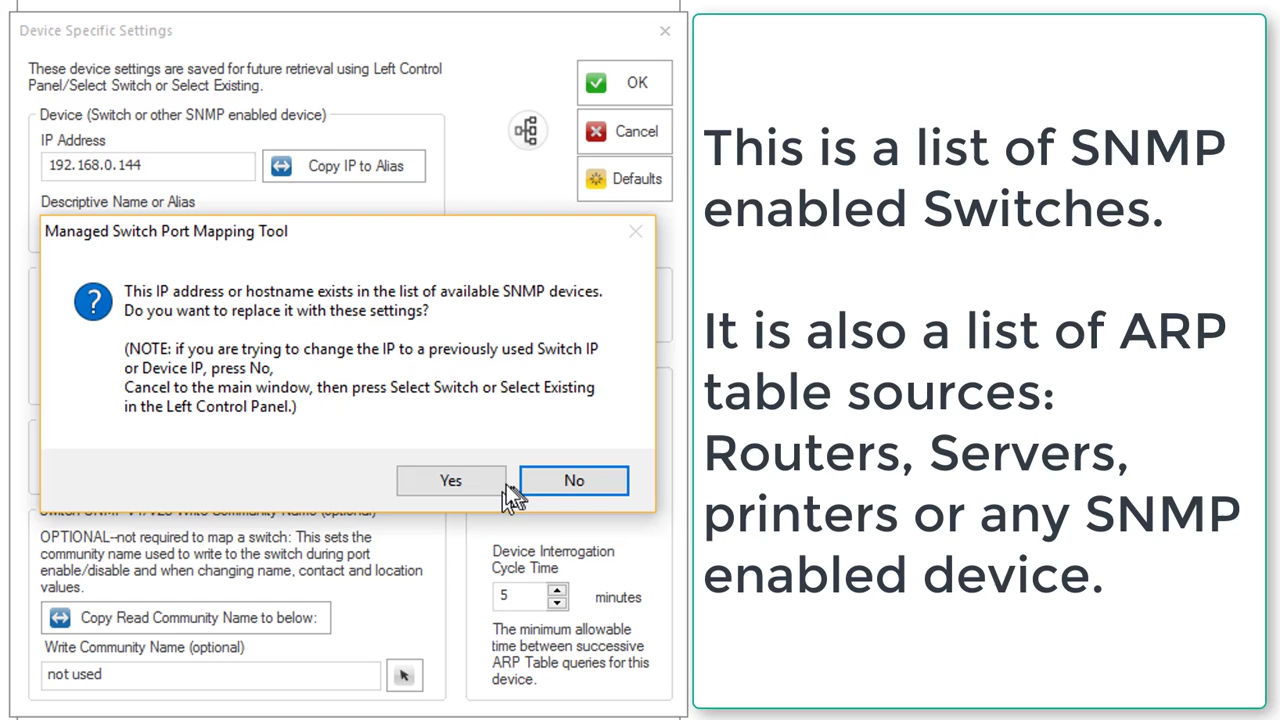 Device Specific Settings
These device settings are saved for future retrieval using Left Control
Panel/Select Switch or Select Existing.
OK
Cancel
Defaults
Device (Switch or other SNMP enabled device)
IP Address
192.168.0.144
Copy IP to Alias
Descriptive Name or Alias
Managed Switch Port Mapping Tool
This IP address or hostname exists in the list of available SNMP devices.
Do you want to replace it with these settings?
(NOTE: if you are trying to change the IP to a previously used Switch IP
or Device IP, press No,
Cancel to the main window, then press Select Switch or Select Existing
in the Left Control Panel.)
Yes
No
Switch SNMP v1/v2c Write Community Name (optional)
OPTIONAL--not required to map a switch: This sets the
community name used to write to the switch during port
enable/disable and when changing name, contact and location
values.
Copy Read Community Name to below:
Write Community Name (optional)
not used
Device Interrogation
Cycle Time
5
minutes
The minimum allowable
time between successive
ARP Table queries for this
device.
This is a list of SNMP
enabled Switches.
It is also a list of ARP
table sources:
Routers, Servers,
printers or any SNMP
enabled device.